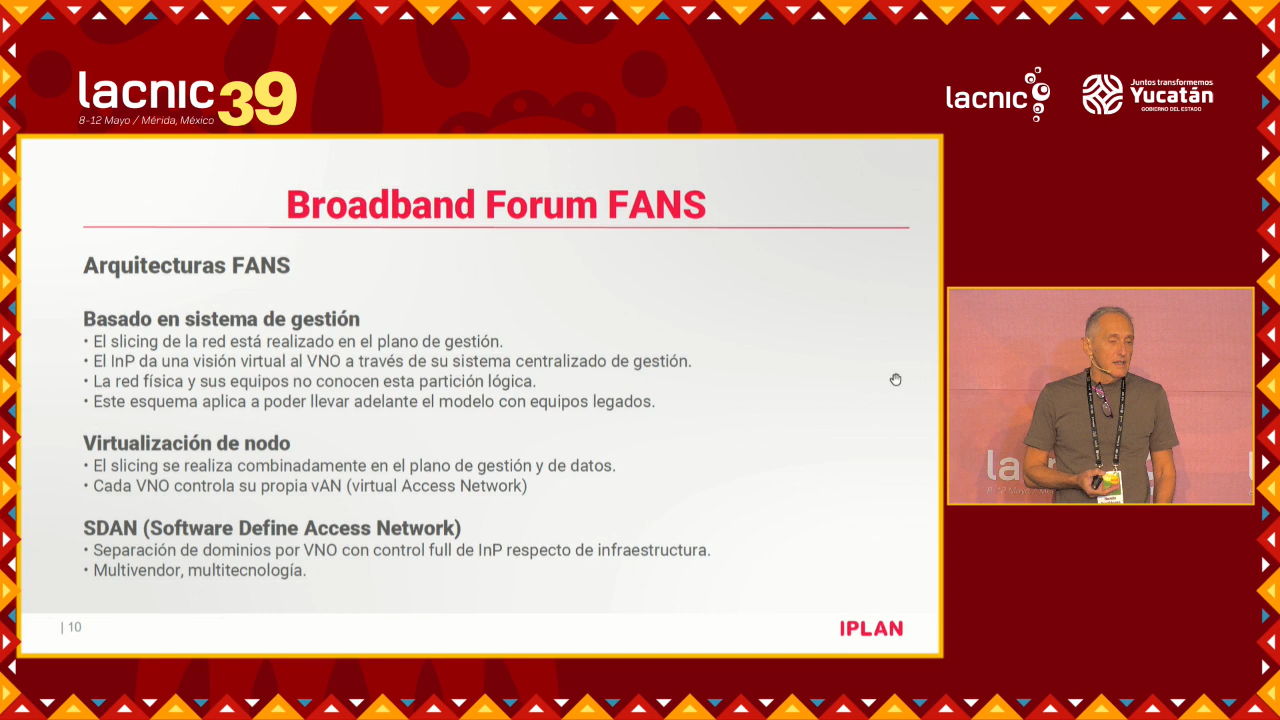 lacnic 39
8-12 Mayo / Mérida, México
lacnic
Juntos transformemos
Yucatán
GOBIERNO DEL ESTADO
Broadband Forum FANS
Arquitecturas FANS
Basado en sistema de gestión
• El slicing de la red está realizado en el plano de gestión.
• El InP da una visión virtual al VNO a través de su sistema centralizado de gestión.
• La red física y sus equipos no conocen esta partición lógica.
• Este esquema aplica a poder llevar adelante el modelo con equipos legados.
Virtualización de nodo
• El slicing se realiza combinadamente en el plano de gestión y de datos.
• Cada VNO controla su propia vAN (virtual Access Network)
SDAN (Software Define Access Network)
• Separación de dominios por VNO con control full de InP respecto de infraestructura.
• Multivendor, multitecnología.
| 10
IPLAN